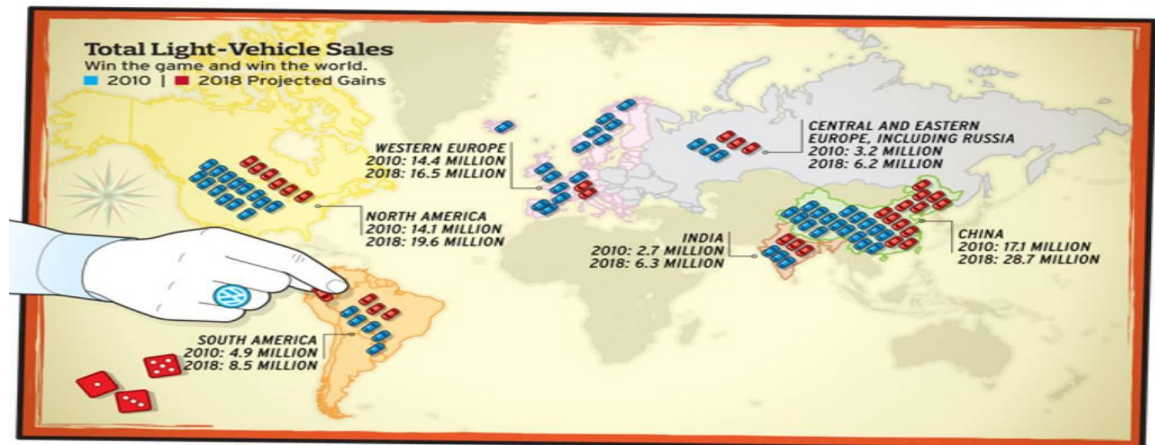 Total Light-Vehicle Sales
Win the game and win the world.
2010 | 2018 Projected Gains
WESTERN EUROPE
2010: 14.4 MILLION
2018: 16.5 MILLION
CENTRAL AND EASTERN
EUROPE, INCLUDING RUSSIA
2010: 3.2 MILLION
2018: 6.2 MILLION
NORTH AMERICA
2010: 14.1 MILLION
2018: 19.6 MILLION
INDIA
2010: 2.7 MILLION
2018: 6.3 MILLION
CHINA
2010: 17.1 MILLION
2018: 28.7 MILLION
SOUTH AMERICA
2010: 4.9 MILLION
2018: 8.5 MILLION